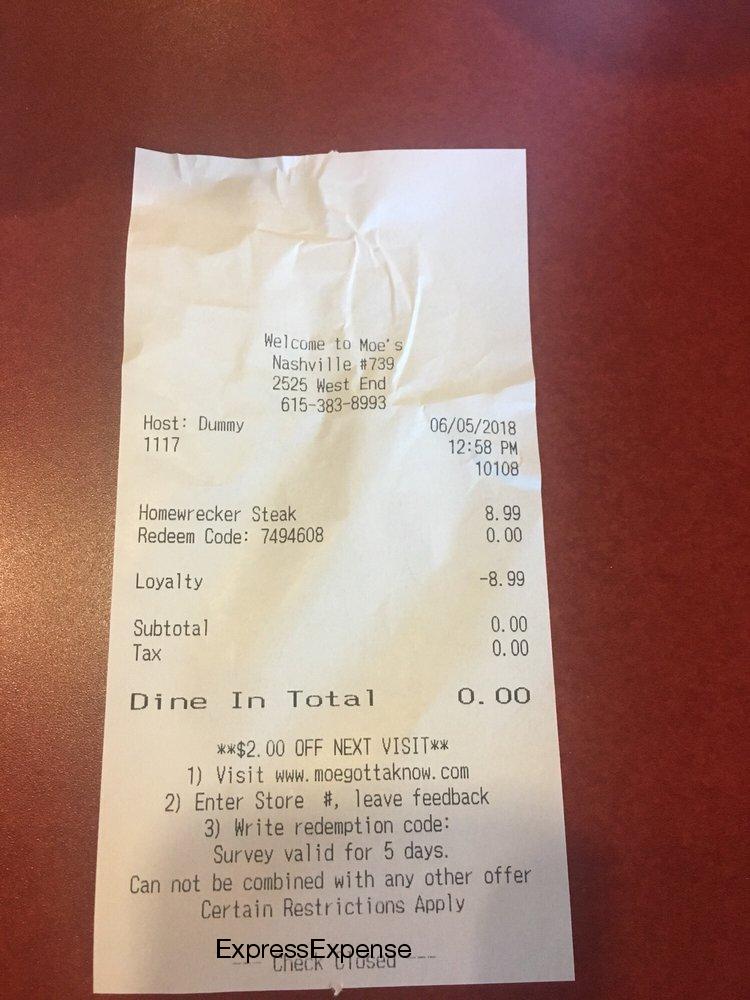 Welcome to Moe's
Nashville #739
2525 West End
615-383-8993
Host: Dummy 06/05/2018
1117 12:58 PM
10108
Homewrecker Steak 8.99
Redeem Code: 7494608 0.00
Loyalty -8.99
Subtotal 0.00
Tax 0.00
Dine In Total 0.00
**$2.00 OFF NEXT VISIT**
1) Visit www.moegottaknow.com
2) Enter Store #, leave feedback
3) Write redemption code:
Survey valid for 5 days.
Can not be combined with any other offer
Certain Restrictions Apply
ExpressExpense
--- Check Closed ---